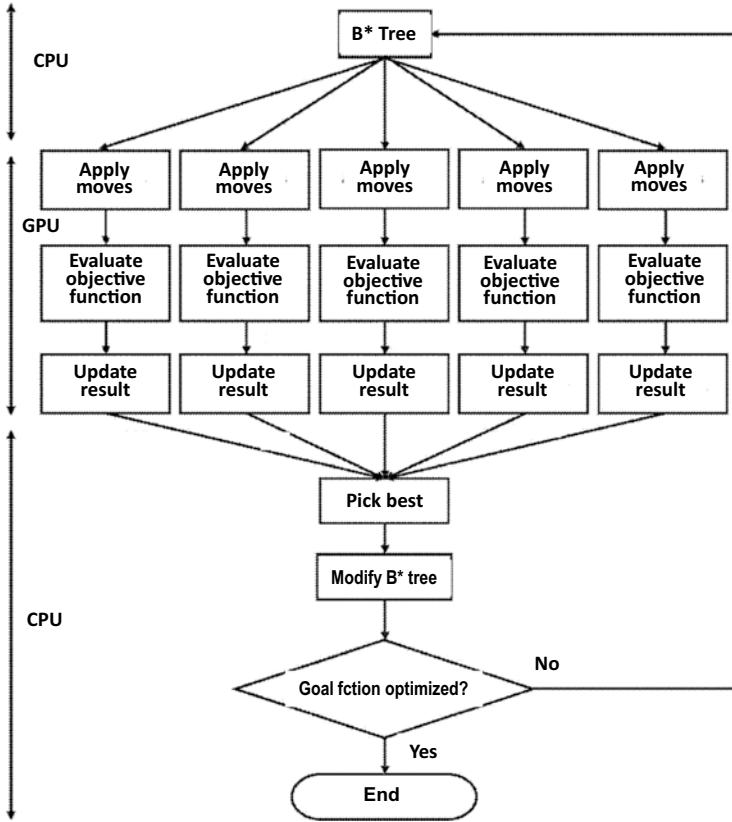 B* Tree
CPU
Apply
moves
Apply
moves
Apply
moves
Apply
moves
Apply
moves
GPU
Evaluate
objective
function
Evaluate
objective
function
Evaluate
objective
function
Evaluate
objective
function
Evaluate
objective
function
Update
result
Update
result
Update
result
Update
result
Update
result
Pick best
Modify B* tree
CPU
Goal fction optimized?
No
Yes
End